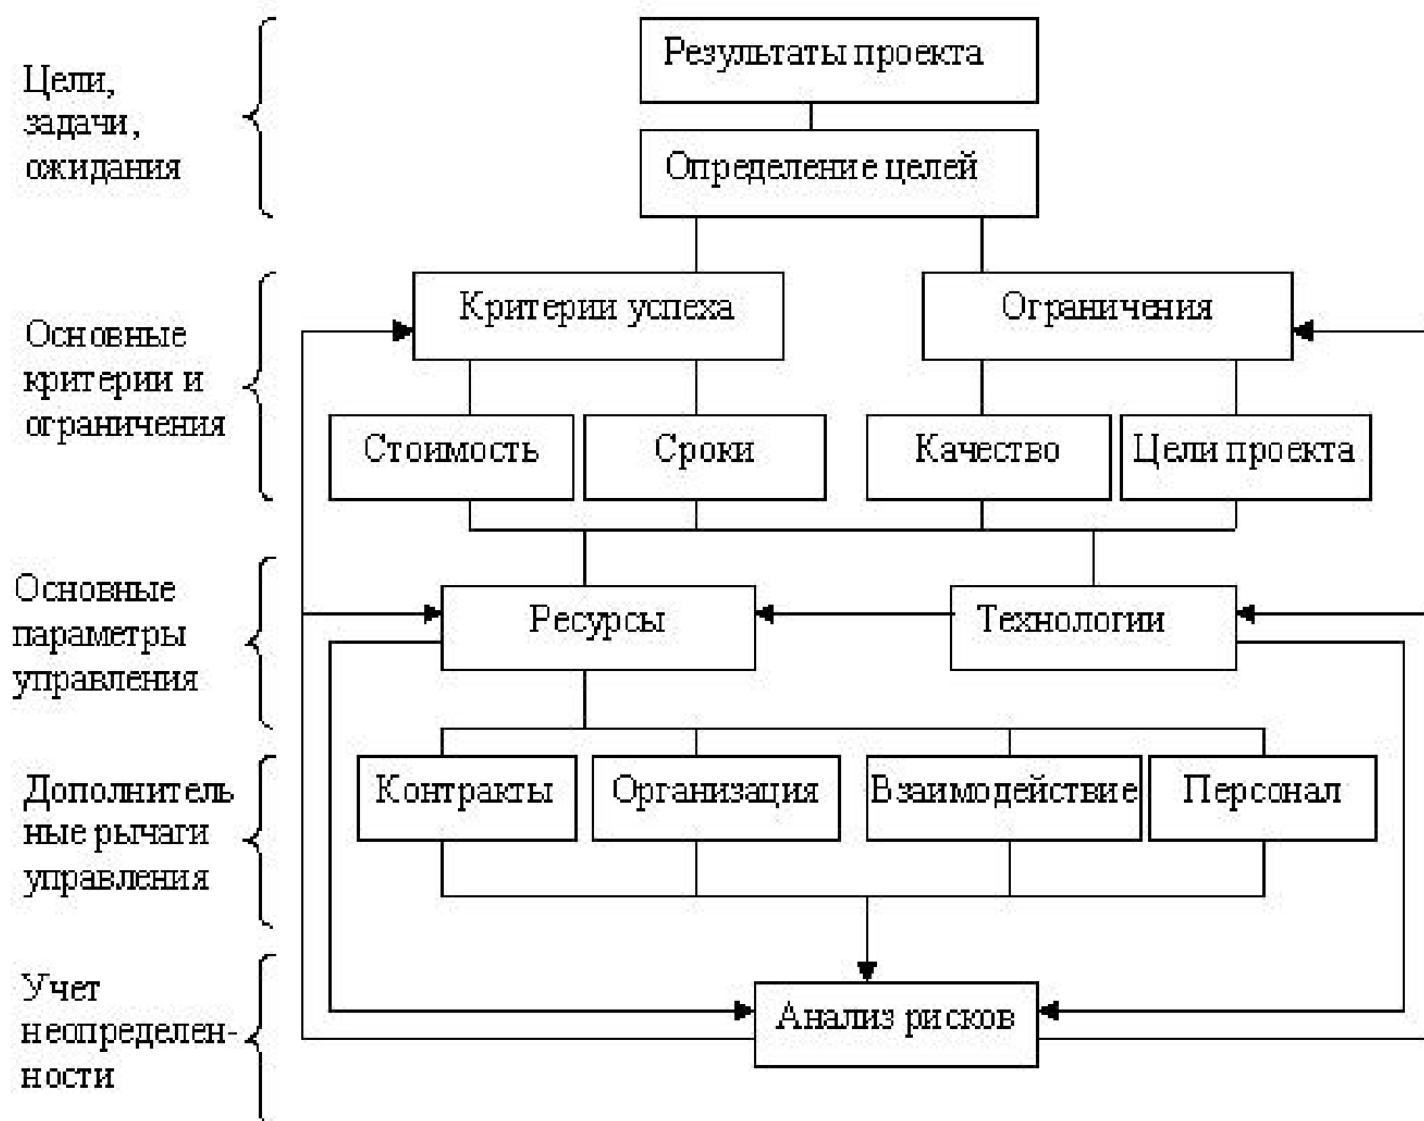 Результаты проекта
Цели,
задачи,
ожидания
Определение целей
Критерии успеха
Ограничения
Основные
критерии и
ограничения
Стоимость
Сроки
Качество
Цели проекта
Основные
параметры
управления
Ресурсы
Технологии
Дополнитель
ные рычаги
управления
Контракты
Организация
Взаимодействие
Персонал
Учет
неопределен-
ности
Анализ рисков